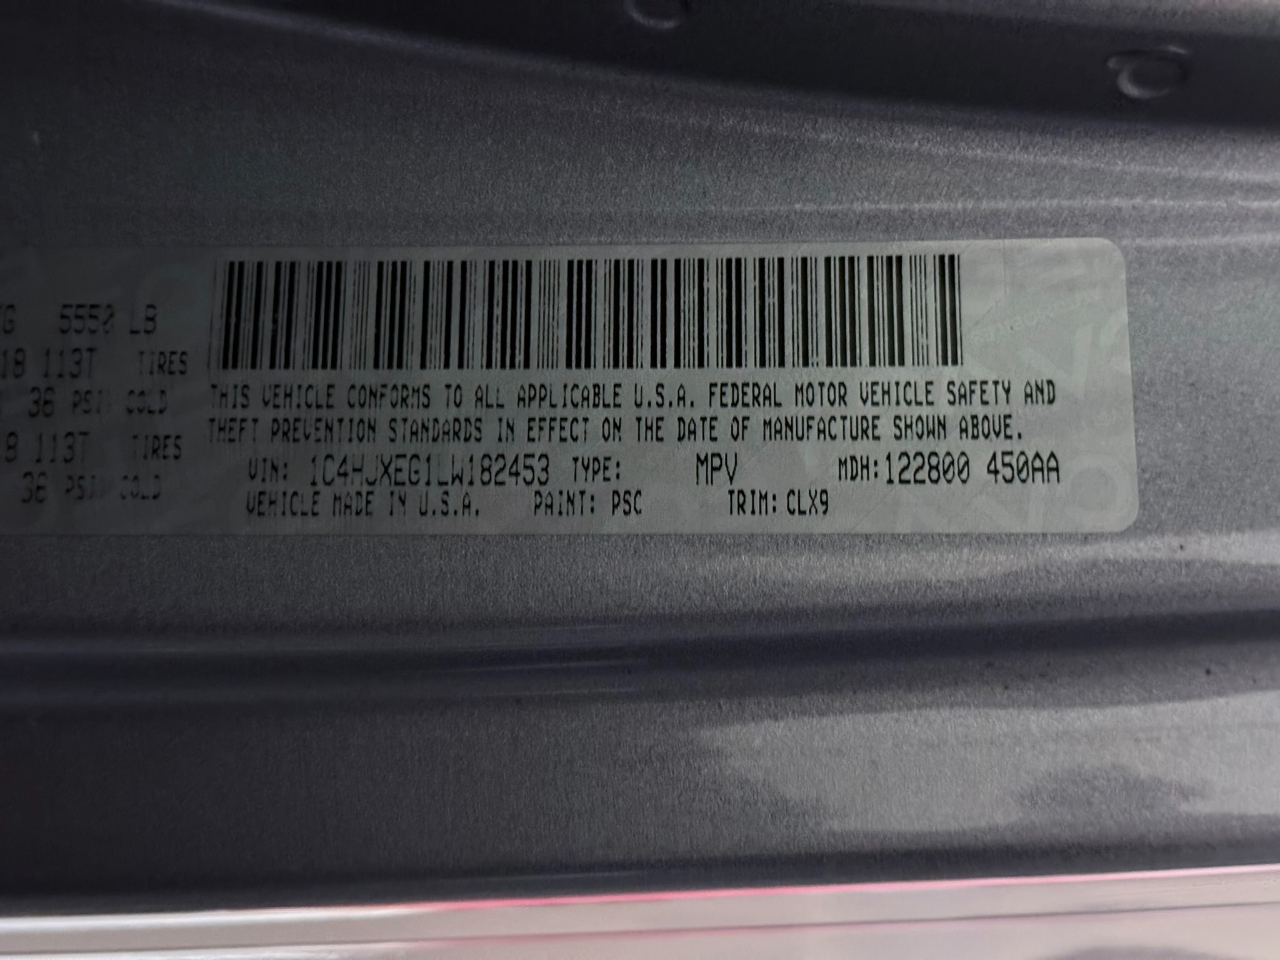 5550 LB
18 113T TIRES
36 PSI COLD
8 113T TIRES
36 PSI COLD
THIS VEHICLE CONFORMS TO ALL APPLICABLE U.S.A. FEDERAL MOTOR VEHICLE SAFETY AND
THEFT PREVENTION STANDARDS IN EFFECT ON THE DATE OF MANUFACTURE SHOWN ABOVE.
VIN: 1C4HJXEG1LW182453 TYPE: MPV MDH:122800 450AA
VEHICLE MADE IN U.S.A. PAINT: PSC TRIM: CLX9